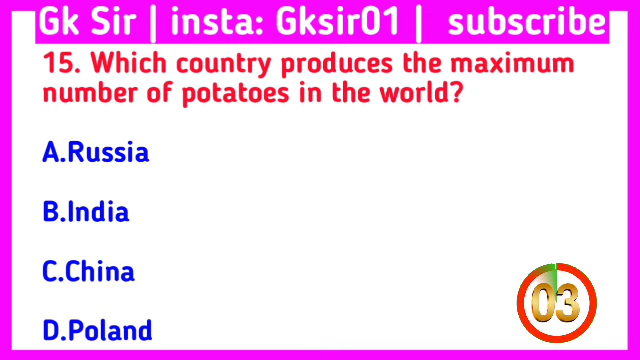 Gk Sir | insta: Gksir01 | subscribe
15. Which country produces the maximum
number of potatoes in the world?
A.Russia
B.India
C.China
D.Poland
03